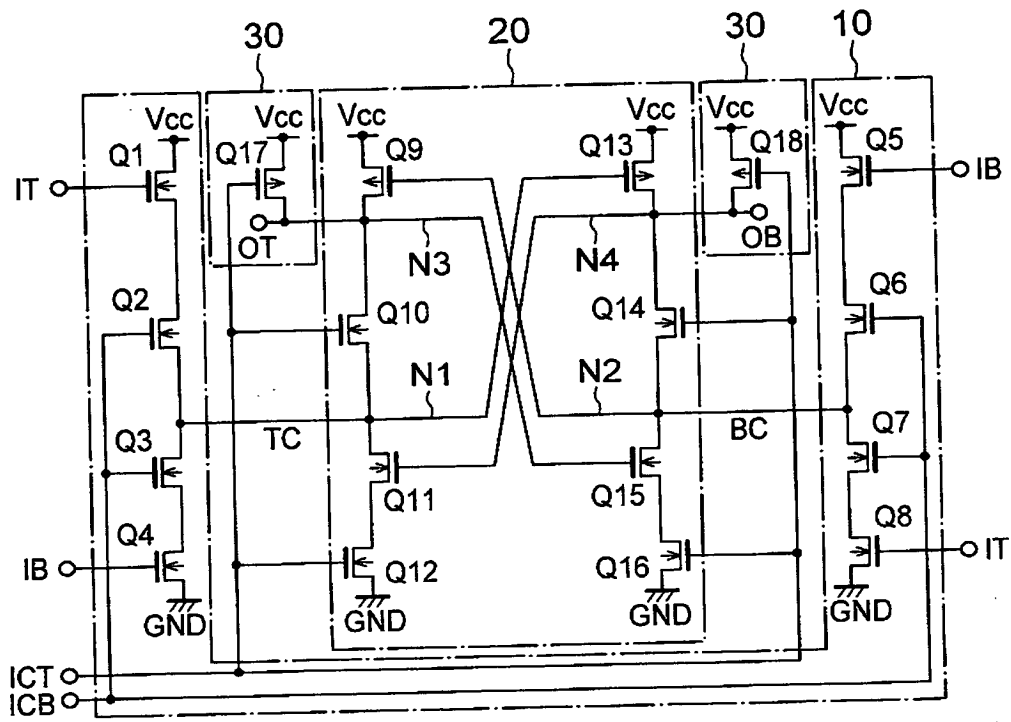 30 20 30 10
Vcc Vcc Vcc Vcc Vcc Vcc
Q1 Q17 Q9 Q13 Q18 Q5
IT IB
OT OB
N3 N4
Q2 Q10 Q14 Q6
N1 N2
TC BC
Q3 Q7
Q11 Q15
Q4 Q8
IB Q12 Q16 IT
GND GND GND GND
ICT
ICB